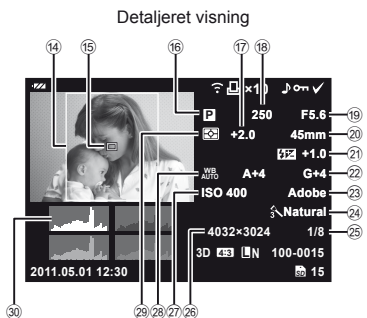 Detaljeret visning
⑭ ⑮ ⑯ ⑰ ⑱
×10
P 250 F5.6 ⑲
+2.0 45mm ⑳
+1.0 ㉑
WB AUTO A+4 G+4 ㉒
ISO 400 Adobe ㉓
3 Natural ㉔
4032×3024 1/8 ㉕
3D 4:3 L N 100-0015
2011.05.01 12:30 SD 15
㉚ ㉙ ㉘ ㉗ ㉖